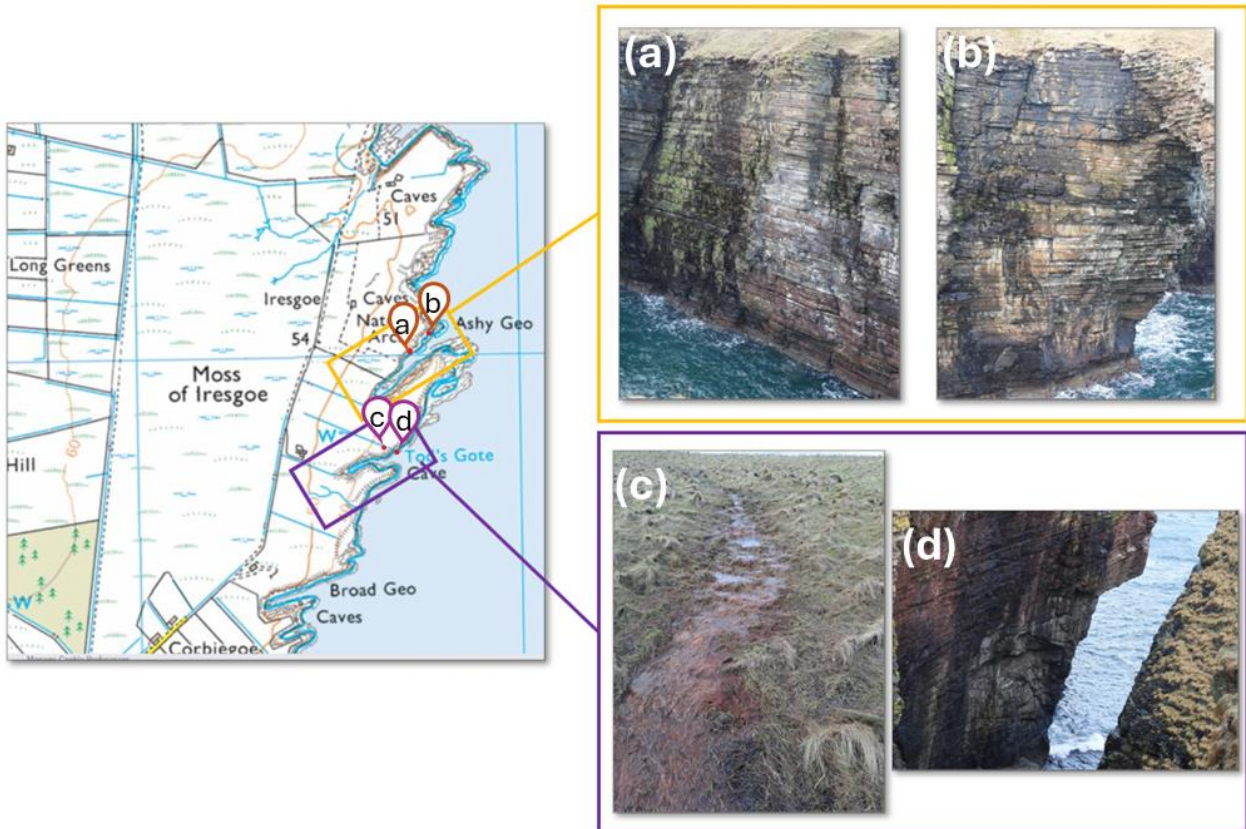 (a)
(b)
Caves
51
Long Greens
Iresgoe
Caves
b
Nat
a
Arc
Ashy Geo
54
Moss
of Iresgoe
c
d
W
60
Tod's Gote
Cave
Hill
(c)
(d)
Broad Geo
W
Caves
Corbiegoe